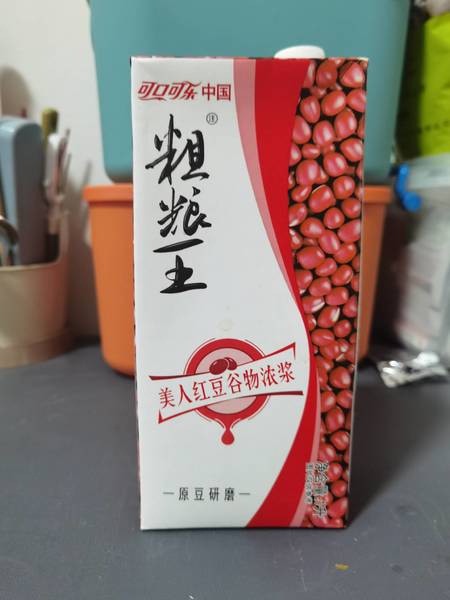 可口可乐中国
粗粮王
美人红豆谷物浓浆
—原豆研磨—